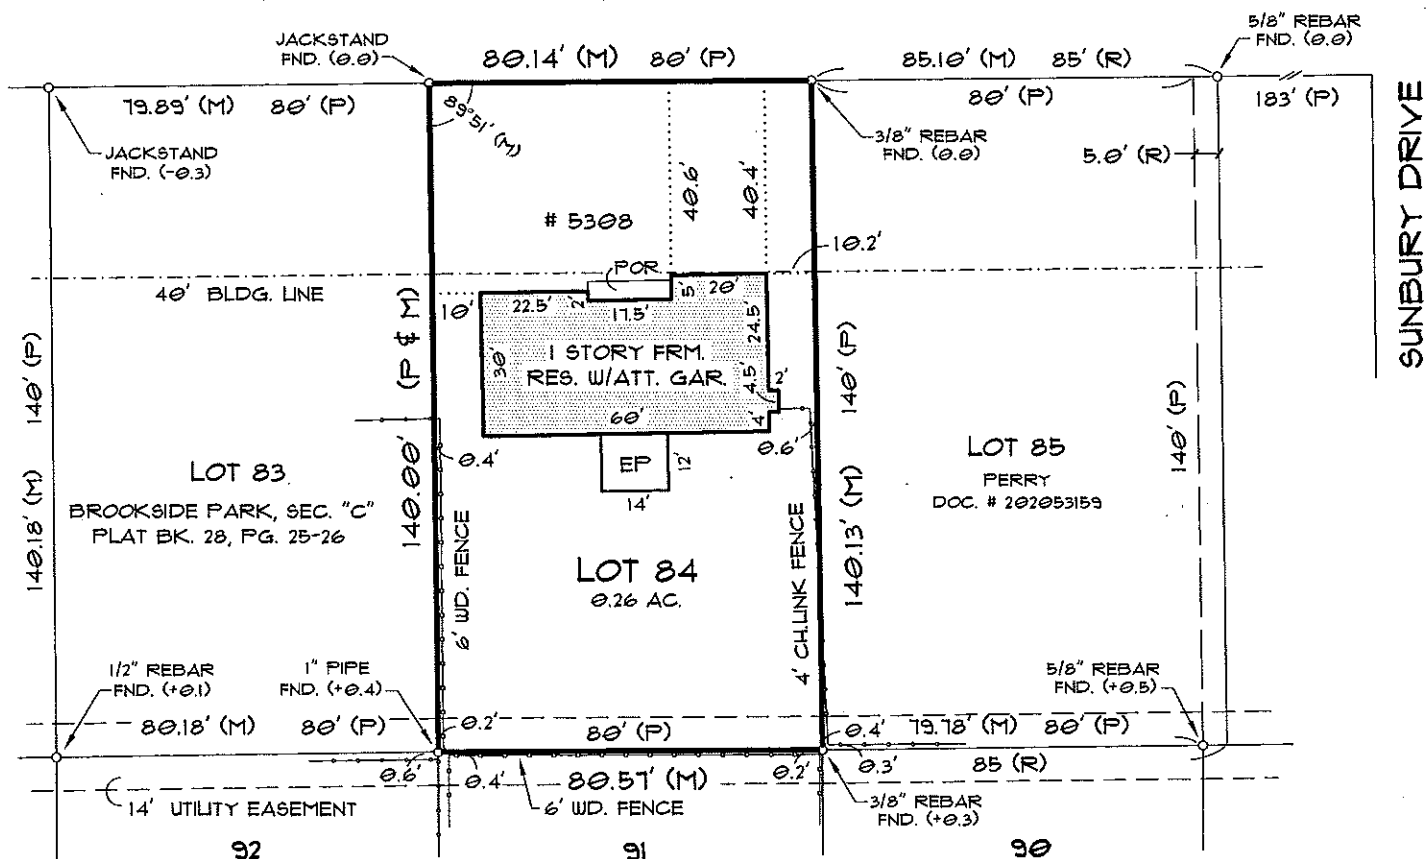 JACKSTAND
FND. (0.0)
80.14' (M) 80' (P)
85.10' (M) 85' (R)
5/8" REBAR
FND. (0.0)
79.89' (M) 80' (P)
89°51' (M)
80' (P)
183' (P)
SUNBURY DRIVE
JACKSTAND
FND. (-0.3)
3/8" REBAR
FND. (0.0)
5.0' (R)
40.6'
40.4'
# 5308
10.2'
POR.
40' BLDG. LINE
10'
22.5'
2'
17.5'
5'
20'
24.5'
30'
1 STORY FRM.
RES. W/ATT. GAR.
4.5'
2'
60'
4'
140' (P)
140.18' (M)
140.00' (P & M)
140' (P)
140.13' (M)
140' (P)
0.4'
0.6'
EP
12'
14'
LOT 83
BROOKSIDE PARK, SEC. "C"
PLAT BK. 28, PG. 25-26
LOT 85
PERRY
DOC. # 202053159
6' WD. FENCE
LOT 84
0.26 AC.
4' CH.LINK FENCE
1/2" REBAR
FND. (+0.1)
1" PIPE
FND. (+0.4)
5/8" REBAR
FND. (+0.5)
80.18' (M) 80' (P)
0.2'
80' (P)
0.4'
79.78' (M) 80' (P)
0.6'
0.4'
80.57' (M)
0.2'
0.3'
85 (R)
14' UTILITY EASEMENT
6' WD. FENCE
3/8" REBAR
FND. (+0.3)
92
91
90